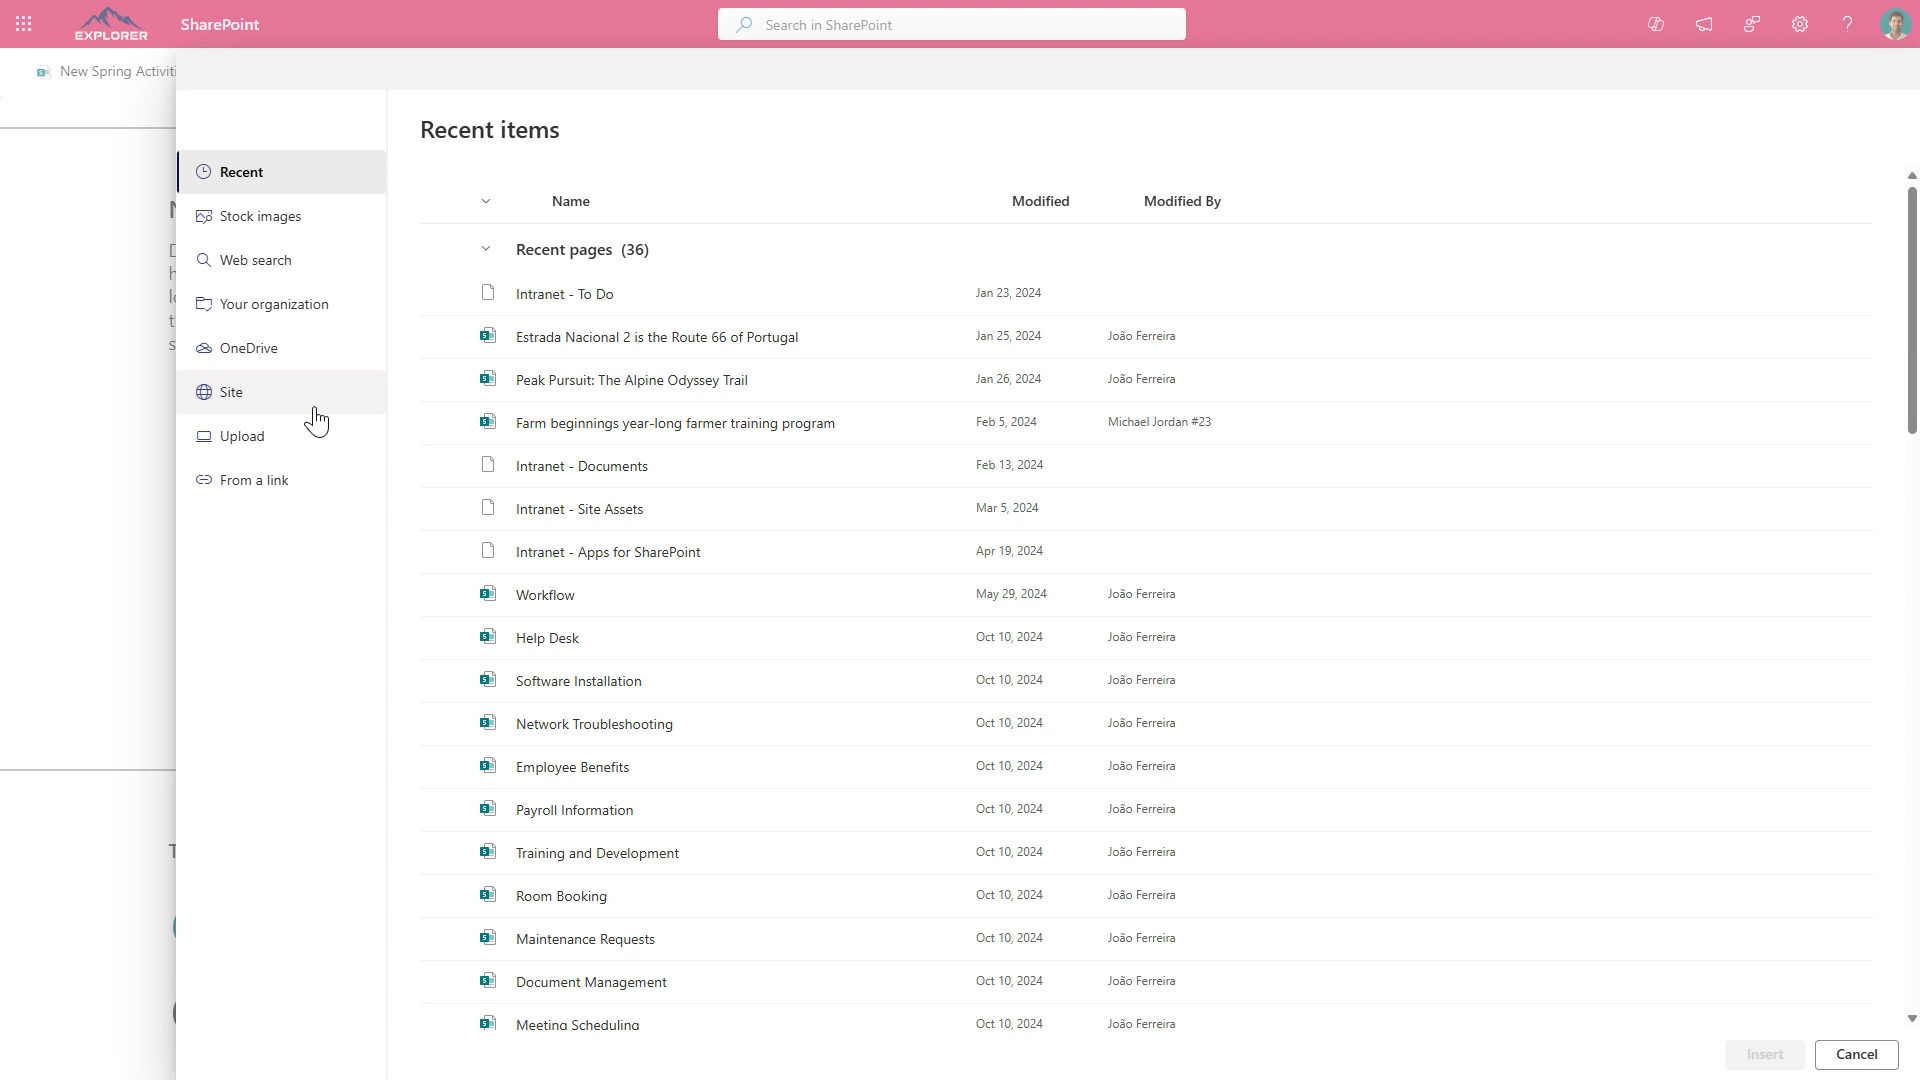 EXPLORER
SharePoint
Search in SharePoint
?
New Spring Activiti
Recent
Stock images
Web search
Your organization
OneDrive
Site
Upload
From a link
Recent items
Name Modified Modified By
Recent pages (36)
Intranet - To Do Jan 23, 2024
Estrada Nacional 2 is the Route 66 of Portugal Jan 25, 2024 João Ferreira
Peak Pursuit: The Alpine Odyssey Trail Jan 26, 2024 João Ferreira
Farm beginnings year-long farmer training program Feb 5, 2024 Michael Jordan #23
Intranet - Documents Feb 13, 2024
Intranet - Site Assets Mar 5, 2024
Intranet - Apps for SharePoint Apr 19, 2024
Workflow May 29, 2024 João Ferreira
Help Desk Oct 10, 2024 João Ferreira
Software Installation Oct 10, 2024 João Ferreira
Network Troubleshooting Oct 10, 2024 João Ferreira
Employee Benefits Oct 10, 2024 João Ferreira
Payroll Information Oct 10, 2024 João Ferreira
Training and Development Oct 10, 2024 João Ferreira
Room Booking Oct 10, 2024 João Ferreira
Maintenance Requests Oct 10, 2024 João Ferreira
Document Management Oct 10, 2024 João Ferreira
Meeting Scheduling Oct 10, 2024 João Ferreira
Insert Cancel